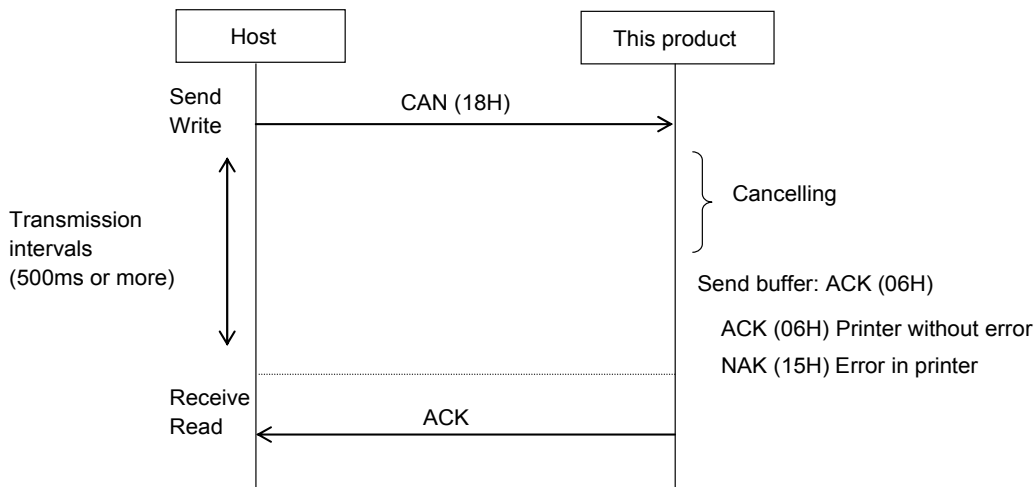 Host
This product
Send
Write
CAN (18H)
Cancelling
Transmission
intervals
(500ms or more)
Send buffer: ACK (06H)
ACK (06H) Printer without error
NAK (15H) Error in printer
Receive
Read
ACK